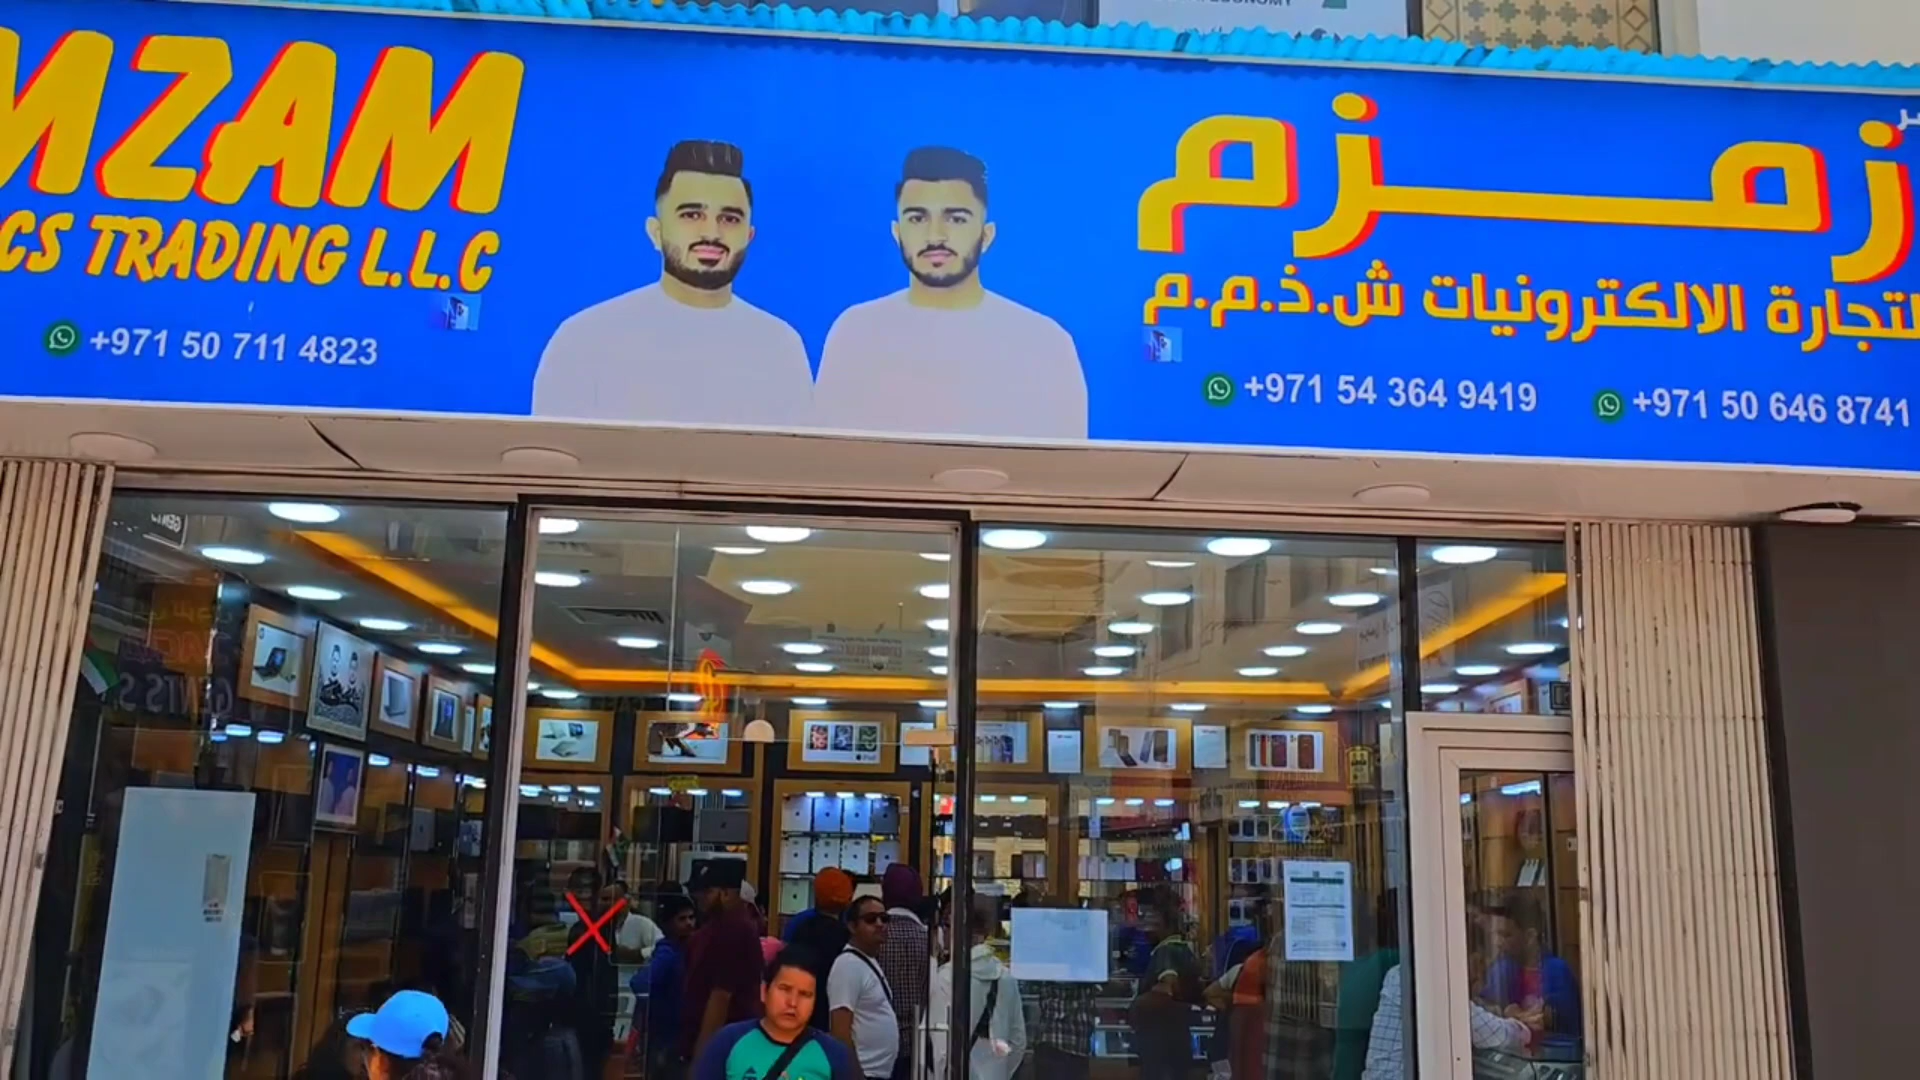 MZAM
CS TRADING L.L.C
+971 50 711 4823
زمزم
لتجارة الالكترونيات ش.ذ.م.م
+971 54 364 9419
+971 50 646 8741